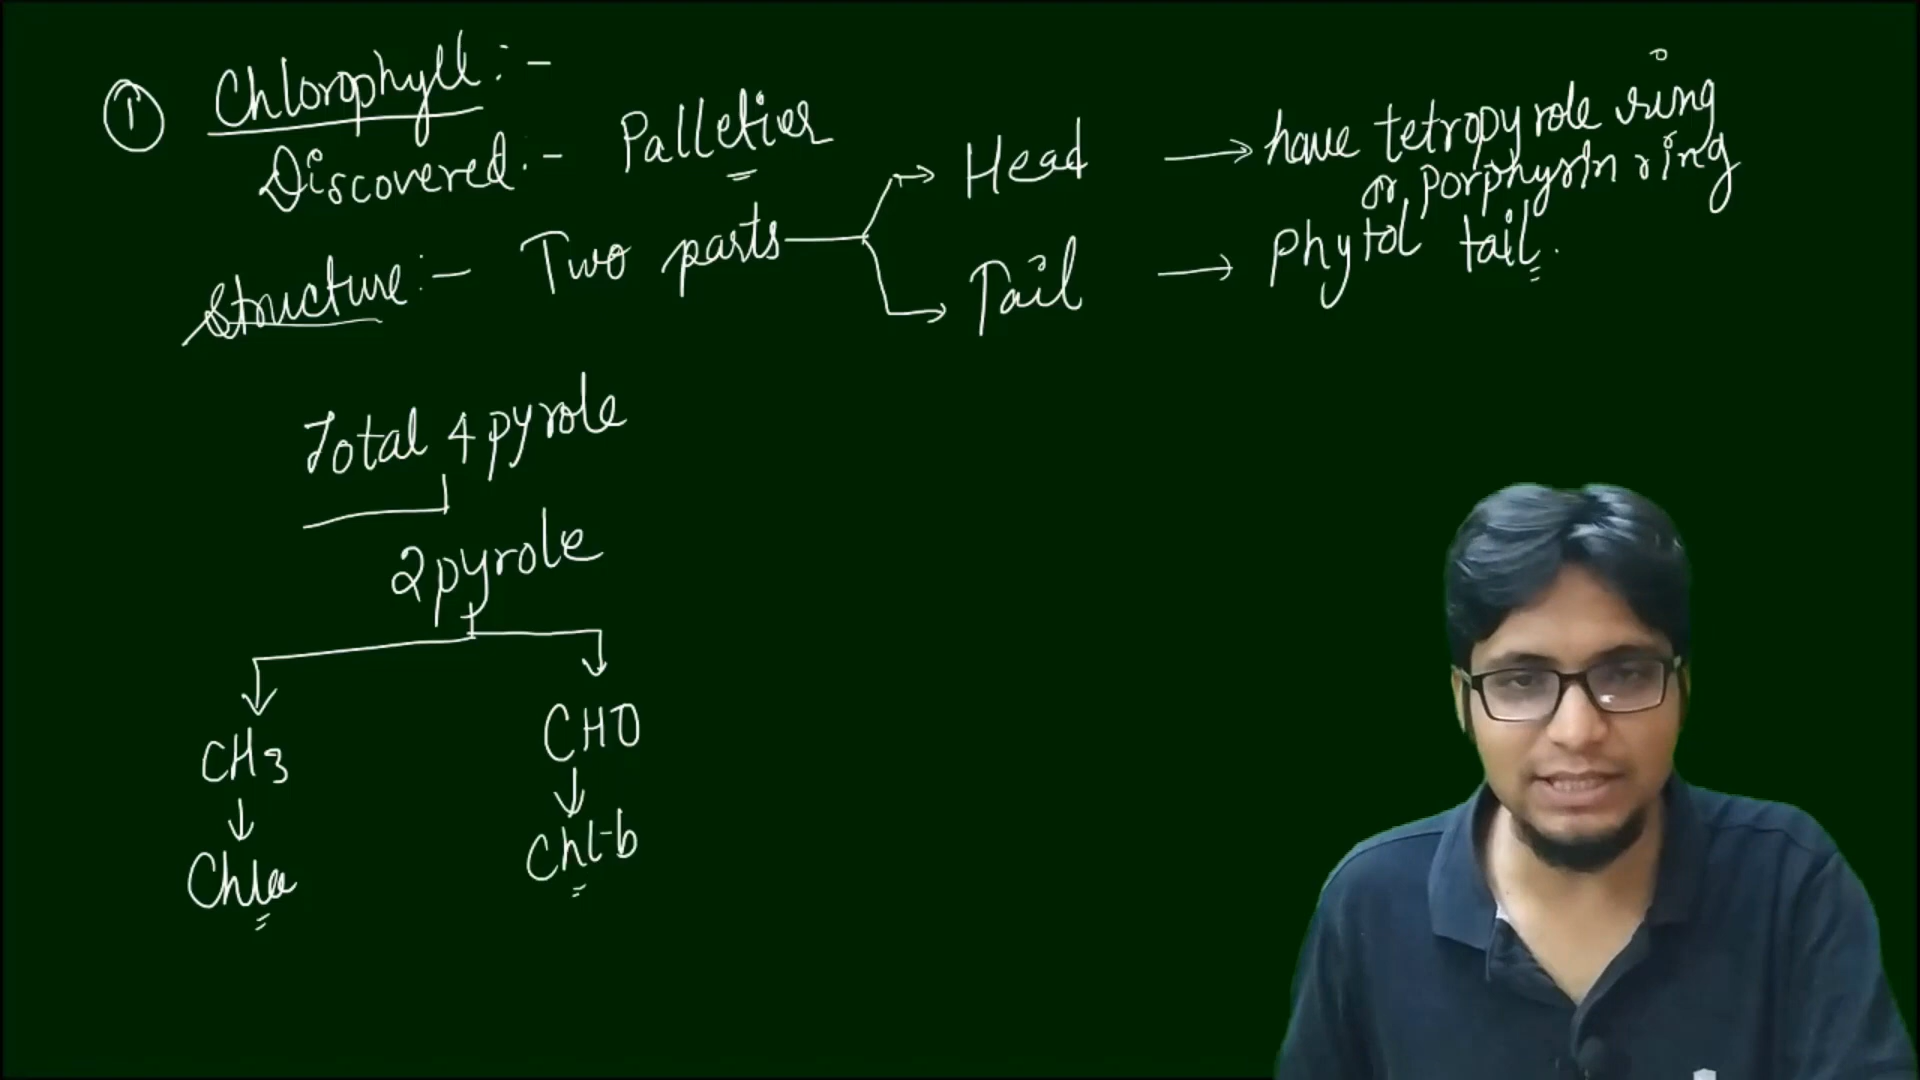 ① Chlorophyll :-
Discovered :- Palletier
Structure :- Two parts
Head → have tetropyrole ring
or porphyrin ring
Tail → Phytol tail.
Total 4 pyrole
2 pyrole
CH3 CHO
Chla Chl-b